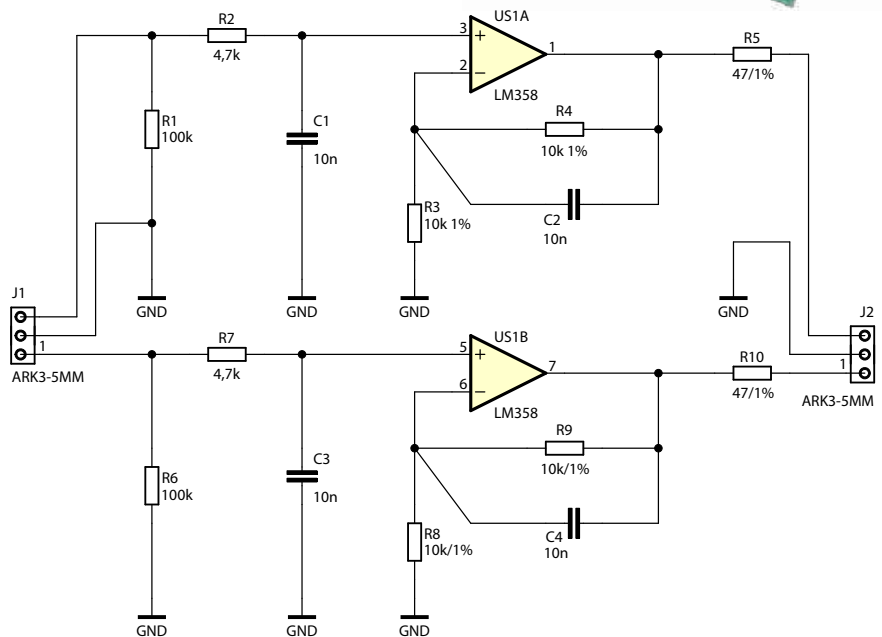 R2
4,7k
R1
100k
C1
10n
US1A
3
+
2
−
1
LM358
R4
10k 1%
C2
10n
R3
10k 1%
R5
47/1%
GND
GND
GND
GND
J1
1
ARK3-5MM
R7
4,7k
R6
100k
C3
10n
US1B
5
+
6
−
7
LM358
R9
10k/1%
C4
10n
R8
10k/1%
R10
47/1%
J2
1
ARK3-5MM
GND
GND
GND